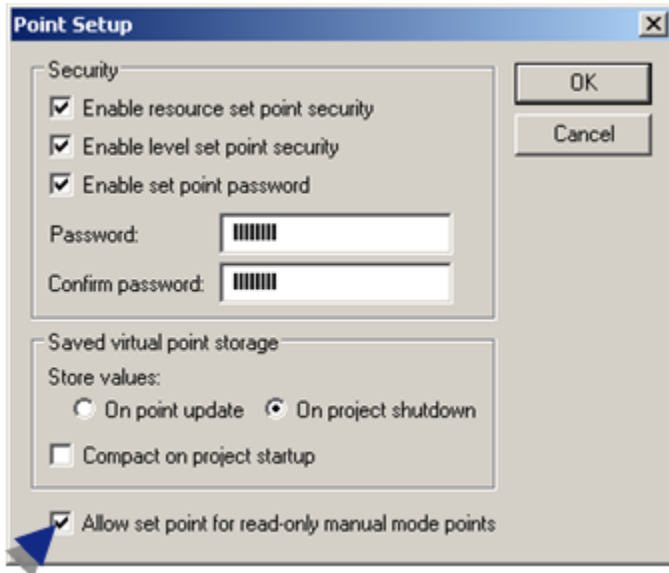 Point Setup
Security
Enable resource set point security
Enable level set point security
Enable set point password
Password:
Confirm password:
Saved virtual point storage
Store values:
On point update On project shutdown
Compact on project startup
Allow set point for read-only manual mode points
OK
Cancel